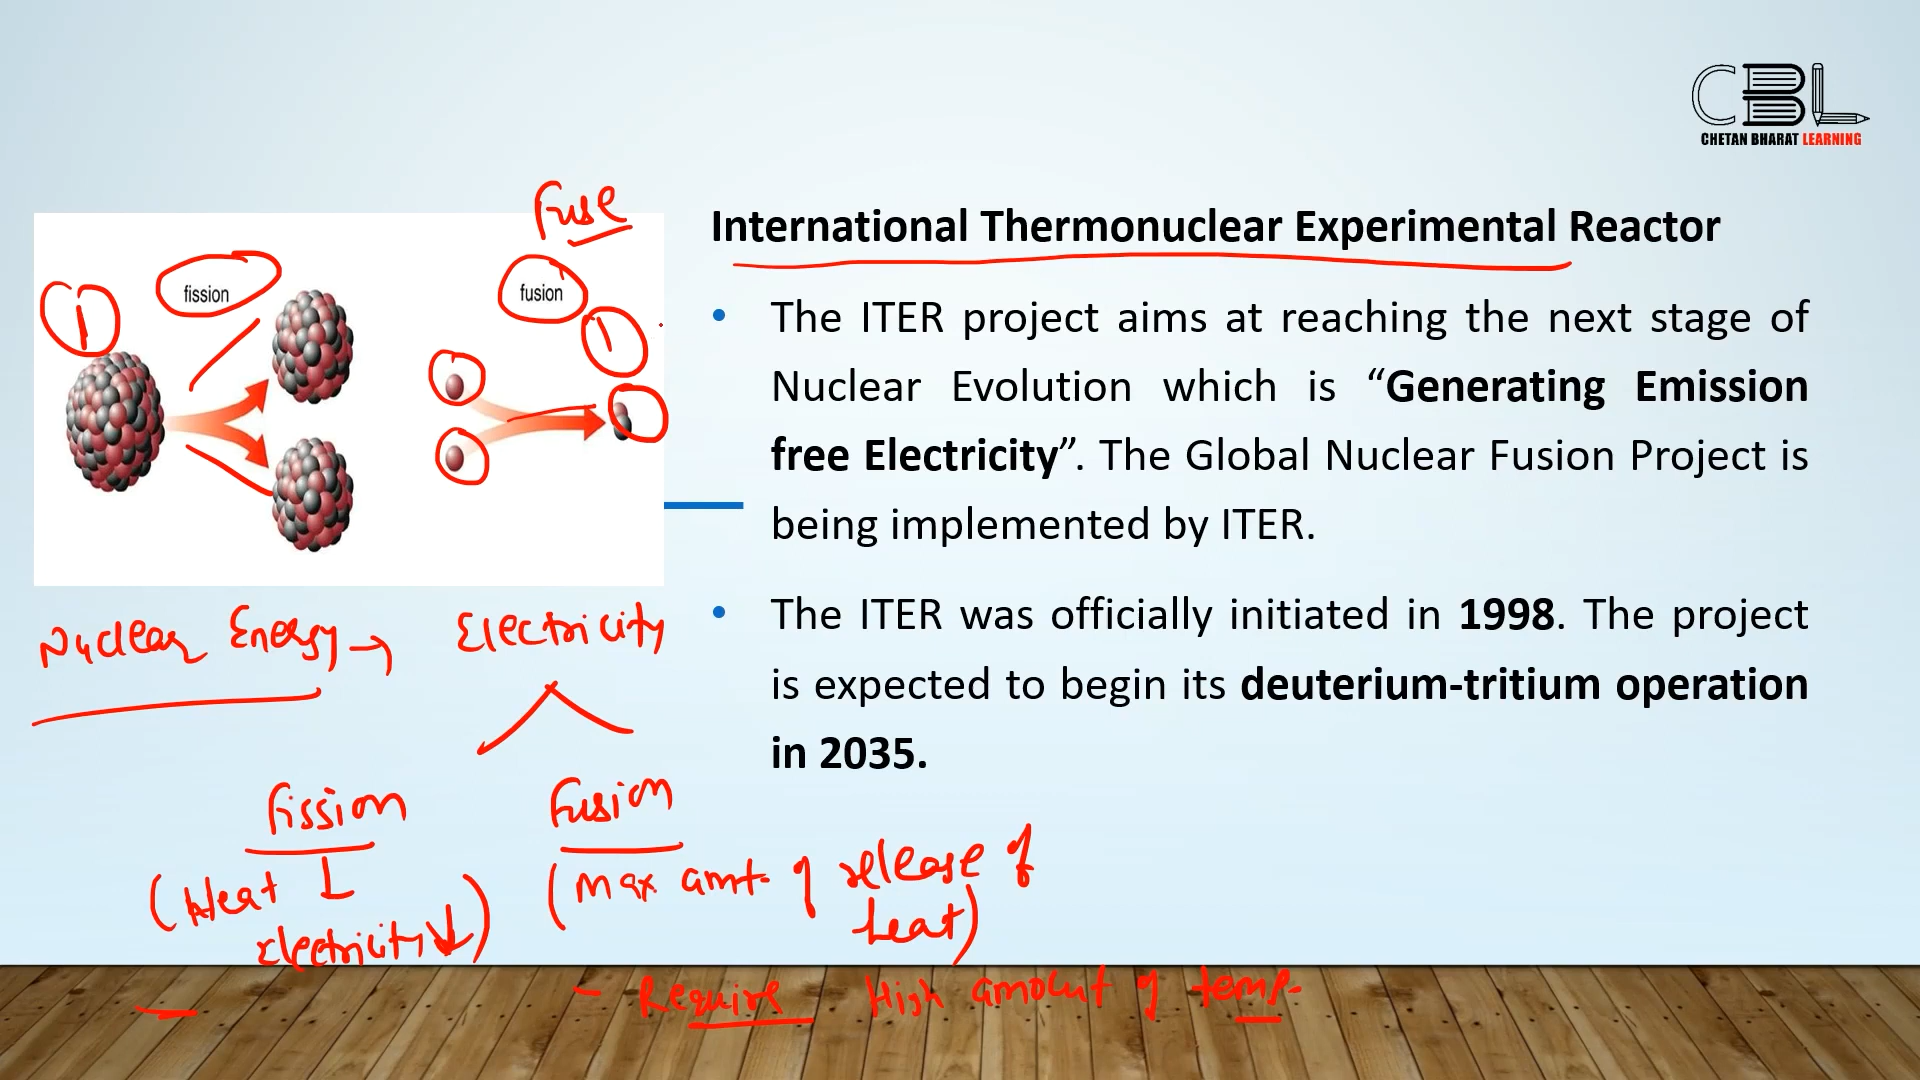 CBL
CHETAN BHARAT LEARNING
Fuse
fission
fusion
1
1
International Thermonuclear Experimental Reactor
• The ITER project aims at reaching the next stage of
Nuclear Evolution which is “Generating Emission
free Electricity”. The Global Nuclear Fusion Project is
being implemented by ITER.
• The ITER was officially initiated in 1998. The project
is expected to begin its deuterium-tritium operation
in 2035.
Nuclear Energy → Electricity
Fission
Fusion
(Heat ↓
Electricity ↓)
(Max amt. of release of
heat)
- Require High amount of temp.